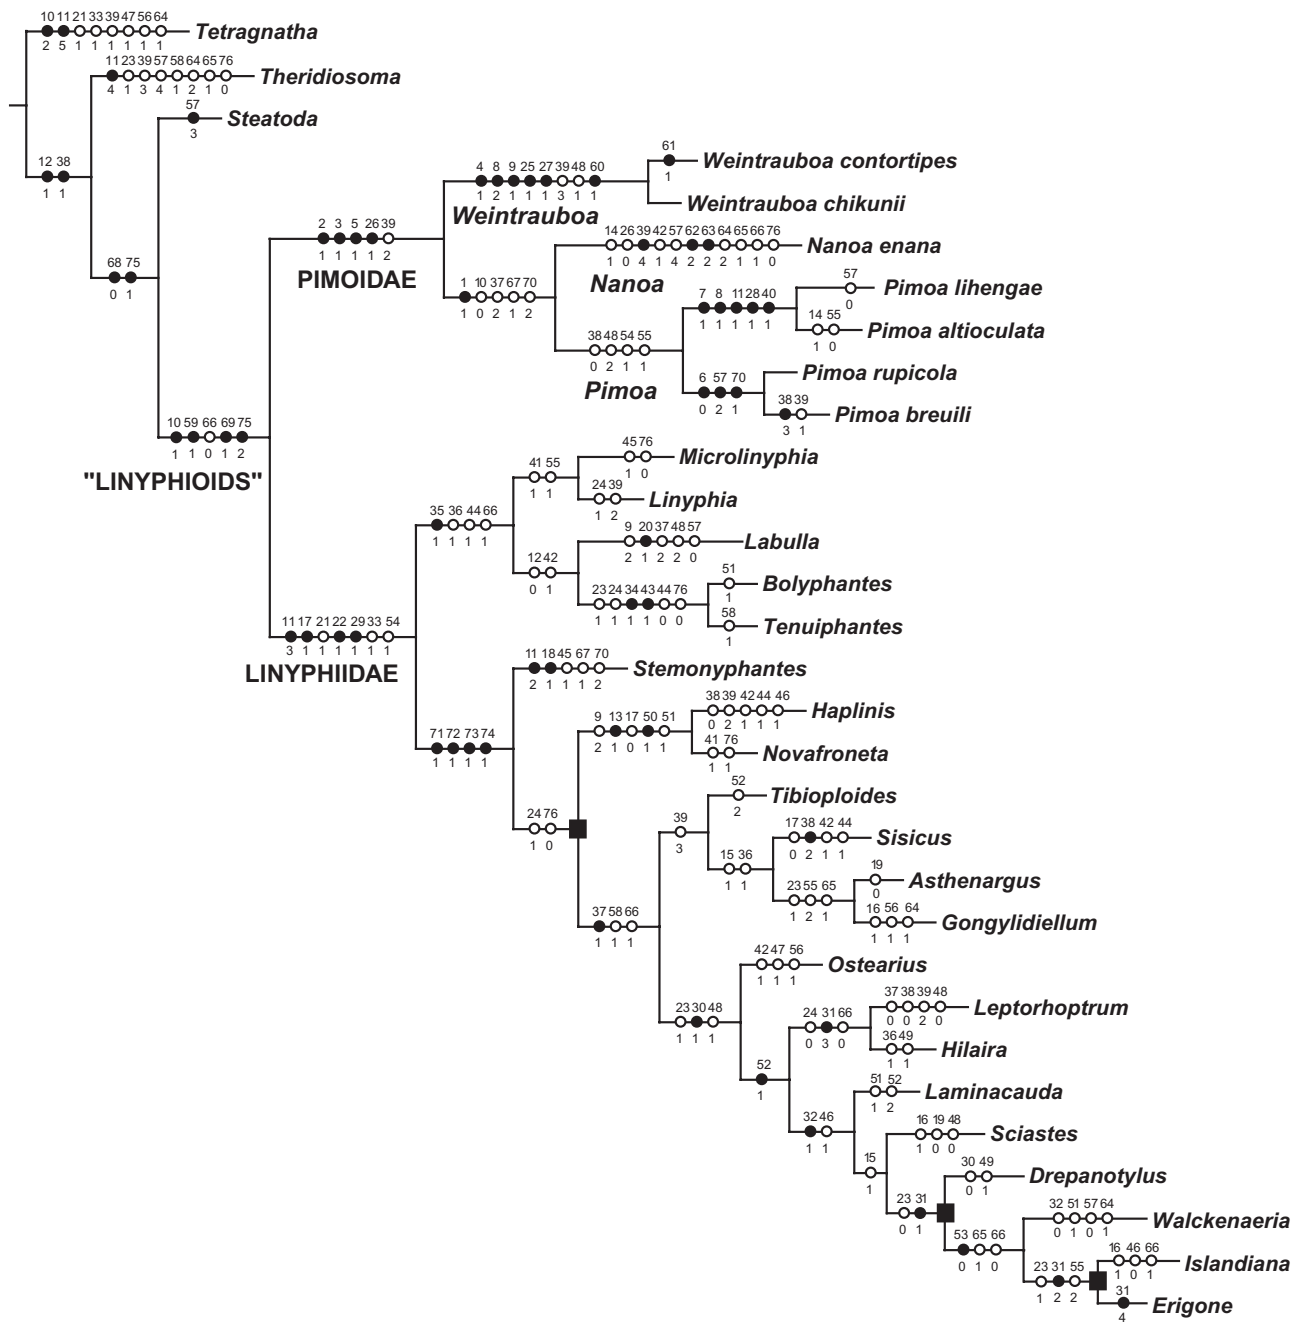 10 11 21 33 39 47 56 64
Tetragnatha
2 5 1 1 1 1 1 1
11 23 39 57 58 64 65 76
Theridiosoma
4 1 3 4 1 2 1 0
57
Steatoda
3
12 38
1 1
61
Weintrauboa contortipes
1
4 8 9 25 27 39 48 60
1 2 1 1 1 3 1 1
Weintrauboa
Weintrauboa chikunii
2 3 5 26 39
1 1 1 1 2
PIMOIDAE
14 26 39 42 57 62 63 64 65 66 76
Nanoa enana
1 0 4 1 4 2 2 2 1 1 0
Nanoa
68 75
0 1
1 10 37 67 70
1 0 2 1 2
57
Pimoa lihengae
0
7 8 11 28 40
1 1 1 1 1
14 55
Pimoa altioculata
1 0
38 48 54 55
0 2 1 1
Pimoa
Pimoa rupicola
6 57 70
0 2 1
38 39
Pimoa breuili
3 1
10 59 66 69 75
1 1 0 1 2
"LINYPHIOIDS"
45 76
Microlinyphia
1 0
41 55
1 1
24 39
Linyphia
1 2
35 36 44 66
1 1 1 1
9 20 37 48 57
Labulla
2 1 2 2 0
12 42
0 1
51
Bolyphantes
1
23 24 34 43 44 76
1 1 1 1 0 0
58
Tenuiphantes
1
11 17 21 22 29 33 54
3 1 1 1 1 1 1
LINYPHIIDAE
11 18 45 67 70
Stemonyphantes
2 1 1 1 2
38 39 42 44 46
Haplinis
0 2 1 1 1
9 13 17 50 51
2 1 0 1 1
41 76
Novafroneta
1 1
71 72 73 74
1 1 1 1
52
Tibioploides
2
24 76
1 0
39
3
17 38 42 44
Sisicus
0 2 1 1
15 36
1 1
19
Asthenargus
0
23 55 65
1 2 1
16 56 64
Gongylidiellum
1 1 1
37 58 66
1 1 1
42 47 56
Ostearius
1 1 1
23 30 48
1 1 1
37 38 39 48
Leptorhoptrum
0 0 2 0
24 31 66
0 3 0
36 49
Hilaira
1 1
52
1
51 52
Laminacauda
1 2
32 46
1 1
16 19 48
Sciastes
1 0 0
15
1
30 49
Drepanotylus
0 1
23 31
0 1
32 51 57 64
Walckenaeria
0 1 0 1
53 65 66
0 1 0
16 46 66
Islandiana
1 0 1
23 31 55
1 2 2
31
Erigone
4